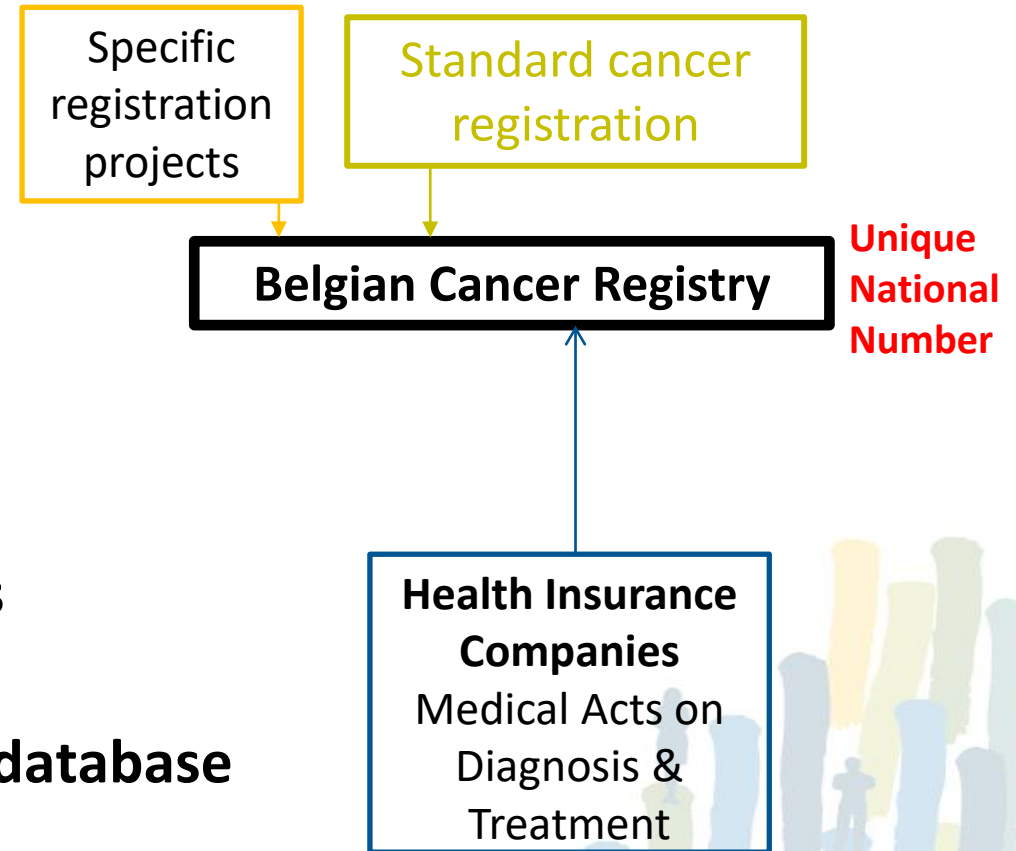 Specific
registration
projects
Standard cancer
registration
Belgian Cancer Registry
Unique
National
Number
Health Insurance
Companies
Medical Acts on
Diagnosis &
Treatment
s
database